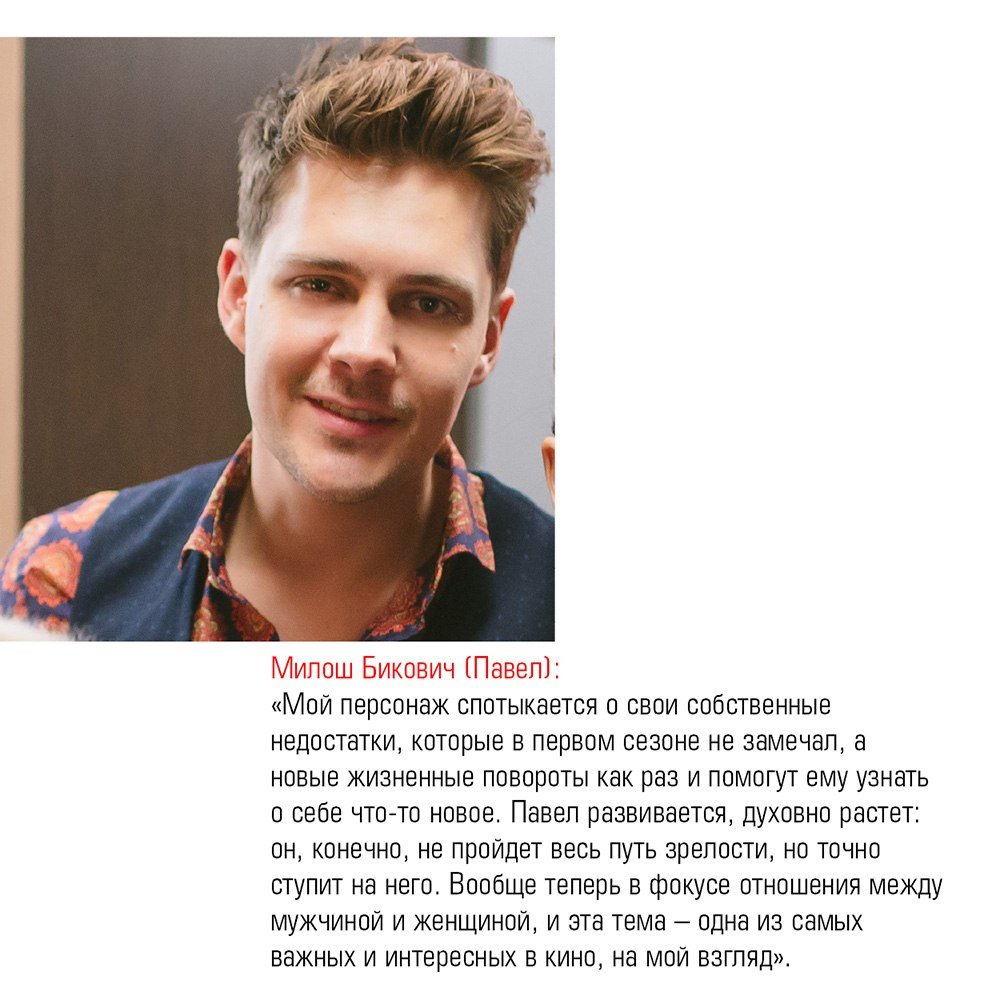 Милош Бикович (Павел):
«Мой персонаж спотыкается о свои собственные
недостатки, которые в первом сезоне не замечал, а
новые жизненные повороты как раз и помогут ему узнать
о себе что-то новое. Павел развивается, духовно растет:
он, конечно, не пройдет весь путь зрелости, но точно
ступит на него. Вообще теперь в фокусе отношения между
мужчиной и женщиной, и эта тема – одна из самых
важных и интересных в кино, на мой взгляд».